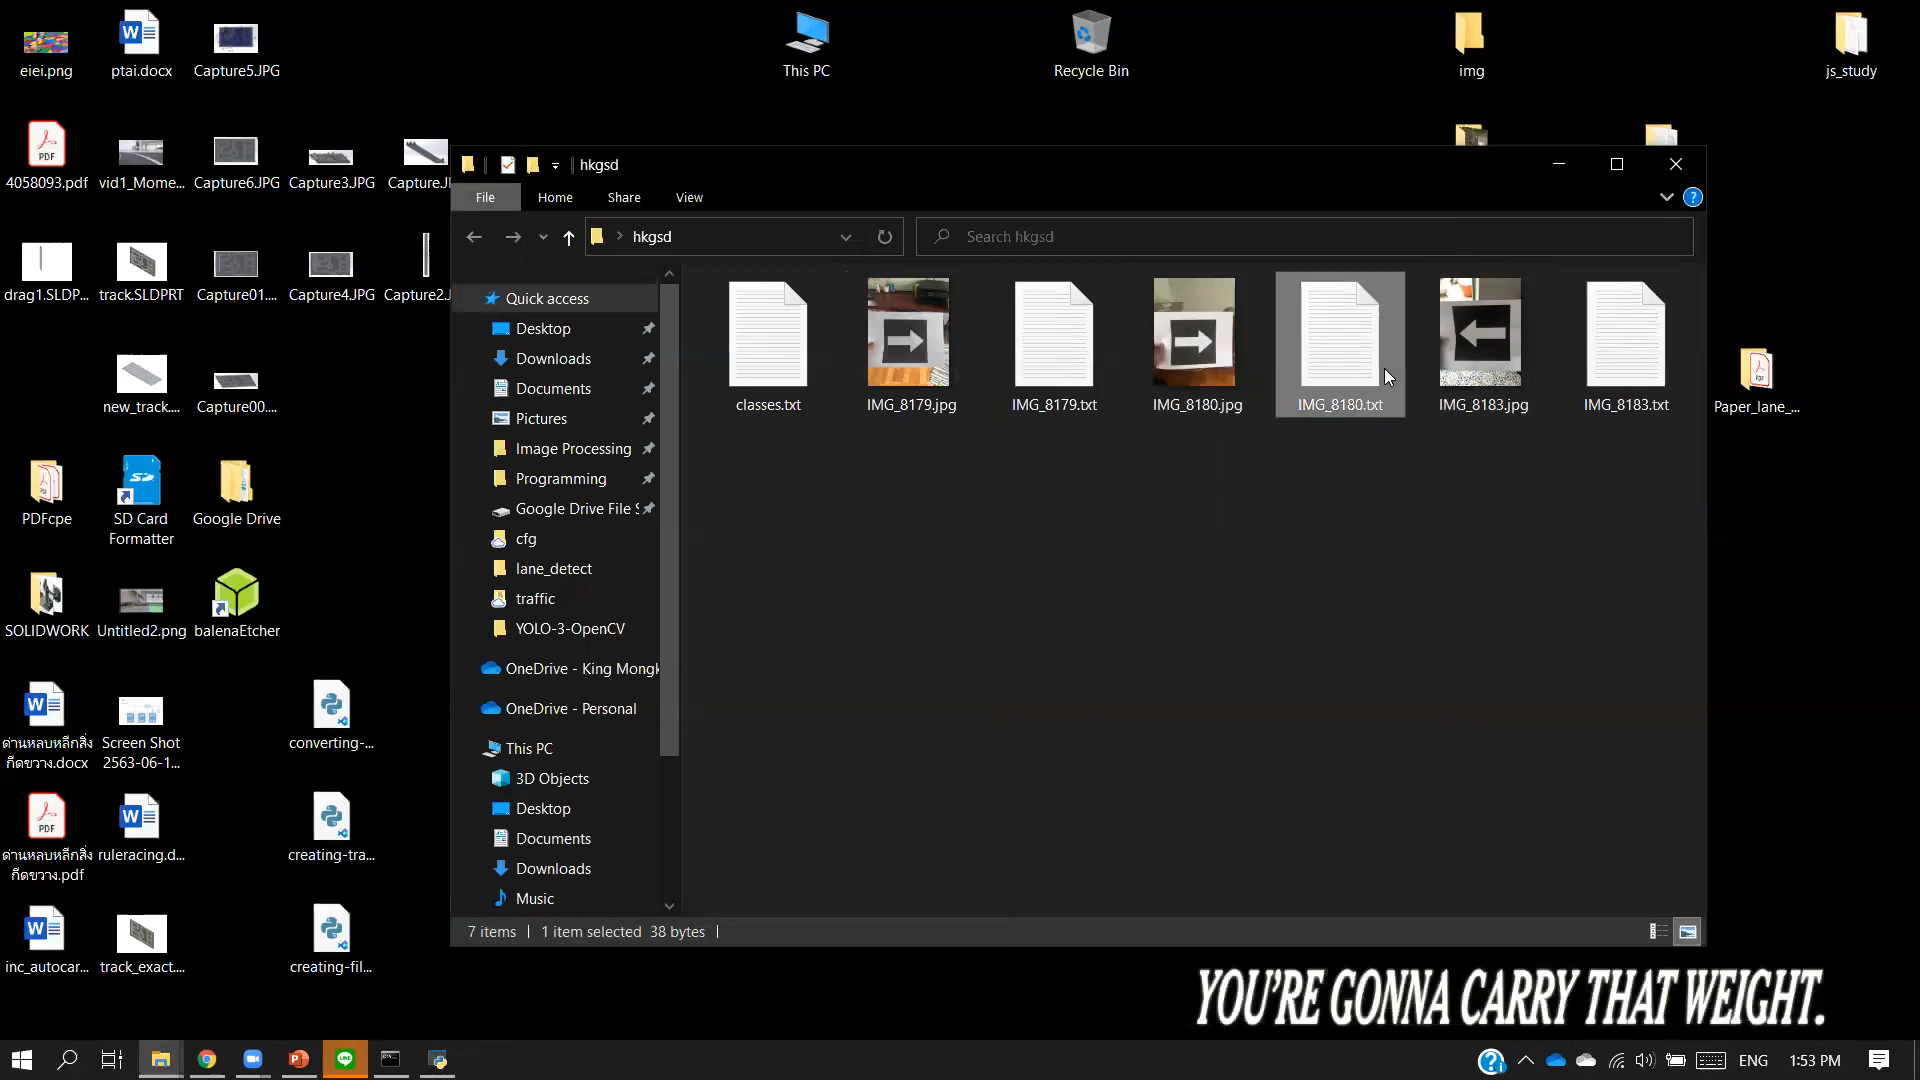 eiei.png
ptai.docx
Capture5.JPG
This PC
Recycle Bin
img
js_study
4058093.pdf
vid1_Mome...
Capture6.JPG
Capture3.JPG
Capture.J
drag1.SLDP...
track.SLDPRT
Capture01....
Capture4.JPG
Capture2.J
new_track....
Capture00....
Paper_lane_...
PDFcpe
SD Card
Formatter
Google Drive
SOLIDWORK
Untitled2.png
balenaEtcher
ด่านหลบหลีกสิ่ง
กีดขวาง.docx
Screen Shot
2563-06-1...
converting-...
ด่านหลบหลีกสิ่ง
กีดขวาง.pdf
ruleracing.d...
creating-tra...
inc_autocar...
track_exact....
creating-fil...
hkgsd
File
Home
Share
View
hkgsd
Search hkgsd
Quick access
Desktop
Downloads
Documents
Pictures
Image Processing
Programming
Google Drive File S
cfg
lane_detect
traffic
YOLO-3-OpenCV
OneDrive - King Mongk
OneDrive - Personal
This PC
3D Objects
Desktop
Documents
Downloads
Music
classes.txt
IMG_8179.jpg
IMG_8179.txt
IMG_8180.jpg
IMG_8180.txt
IMG_8183.jpg
IMG_8183.txt
7 items
1 item selected 38 bytes
YOU'RE GONNA CARRY THAT WEIGHT.
ENG
1:53 PM